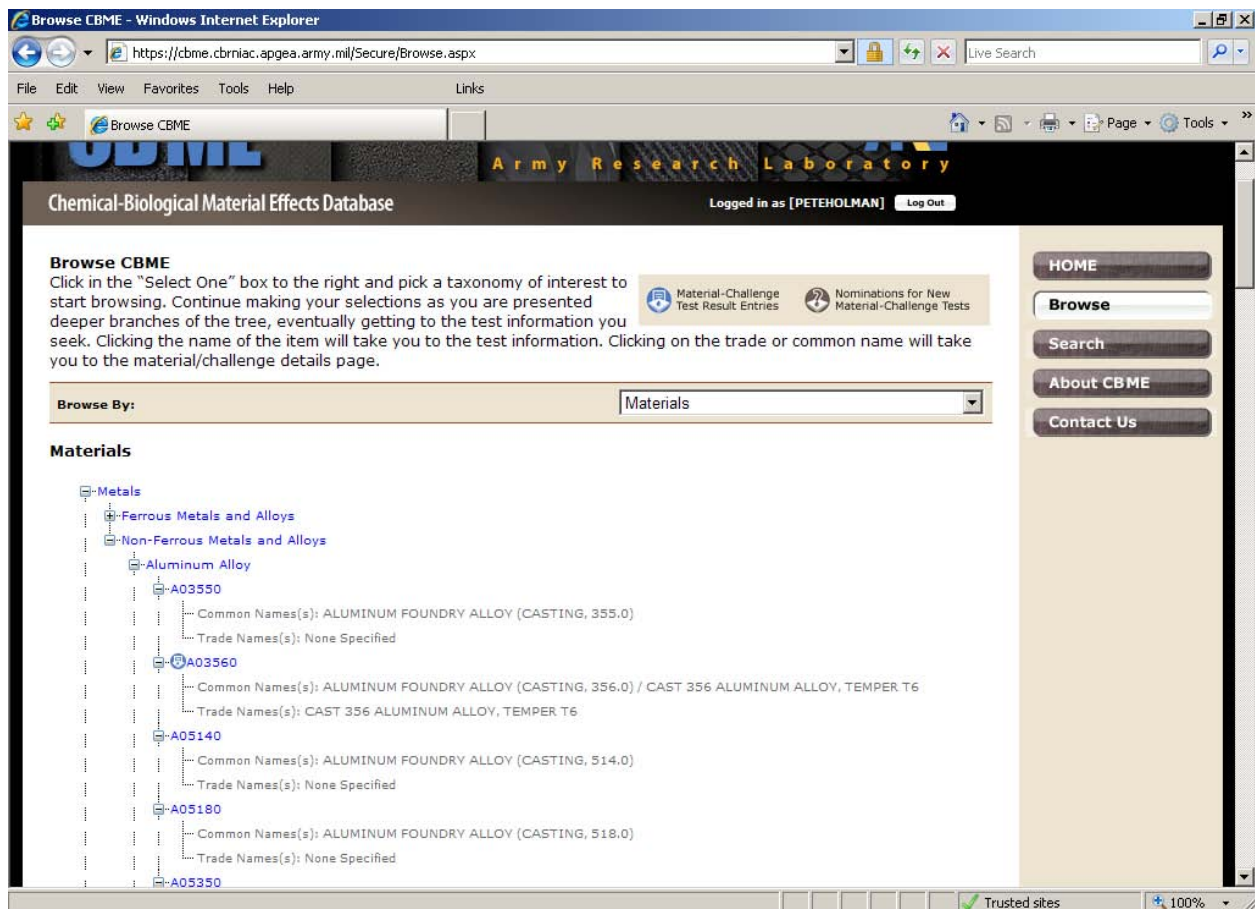 Browse CBME - Windows Internet Explorer
https://cbme.cbrniac.apgea.army.mil/Secure/Browse.aspx
Live Search
File Edit View Favorites Tools Help Links
Browse CBME
Page Tools
CBME
Army Research Laboratory
Chemical-Biological Material Effects Database
Logged in as [PETEHOLMAN] Log Out
Browse CBME
Click in the “Select One” box to the right and pick a taxonomy of interest to
start browsing. Continue making your selections as you are presented
deeper branches of the tree, eventually getting to the test information you
seek. Clicking the name of the item will take you to the test information. Clicking on the trade or common name will take
you to the material/challenge details page.
Material-Challenge
Test Result Entries
Nominations for New
Material-Challenge Tests
HOME
Browse
Search
About CBME
Contact Us
Browse By:
Materials
Materials
Metals
Ferrous Metals and Alloys
Non-Ferrous Metals and Alloys
Aluminum Alloy
A03550
Common Names(s): ALUMINUM FOUNDRY ALLOY (CASTING, 355.0)
Trade Names(s): None Specified
A03560
Common Names(s): ALUMINUM FOUNDRY ALLOY (CASTING, 356.0) / CAST 356 ALUMINUM ALLOY, TEMPER T6
Trade Names(s): CAST 356 ALUMINUM ALLOY, TEMPER T6
A05140
Common Names(s): ALUMINUM FOUNDRY ALLOY (CASTING, 514.0)
Trade Names(s): None Specified
A05180
Common Names(s): ALUMINUM FOUNDRY ALLOY (CASTING, 518.0)
Trade Names(s): None Specified
A05350
Trusted sites
100%